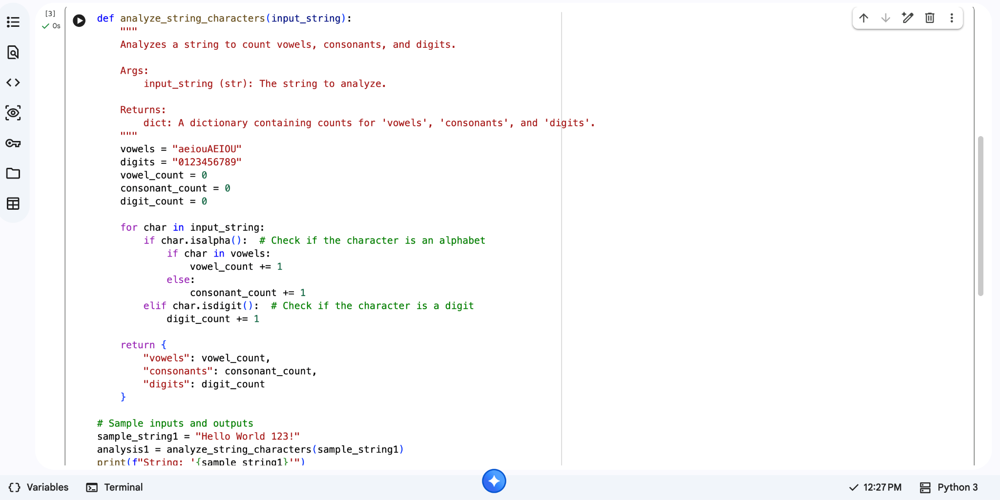 [3]
0s
def analyze_string_characters(input_string):
    """
    Analyzes a string to count vowels, consonants, and digits.

    Args:
        input_string (str): The string to analyze.

    Returns:
        dict: A dictionary containing counts for 'vowels', 'consonants', and 'digits'.
    """
    vowels = "aeiouAEIOU"
    digits = "0123456789"
    vowel_count = 0
    consonant_count = 0
    digit_count = 0

    for char in input_string:
        if char.isalpha():  # Check if the character is an alphabet
            if char in vowels:
                vowel_count += 1
            else:
                consonant_count += 1
        elif char.isdigit():  # Check if the character is a digit
            digit_count += 1

    return {
        "vowels": vowel_count,
        "consonants": consonant_count,
        "digits": digit_count
    }

# Sample inputs and outputs
sample_string1 = "Hello World 123!"
analysis1 = analyze_string_characters(sample_string1)
print(f"String: '{sample_string1}'")
Variables
Terminal
12:27 PM
Python 3